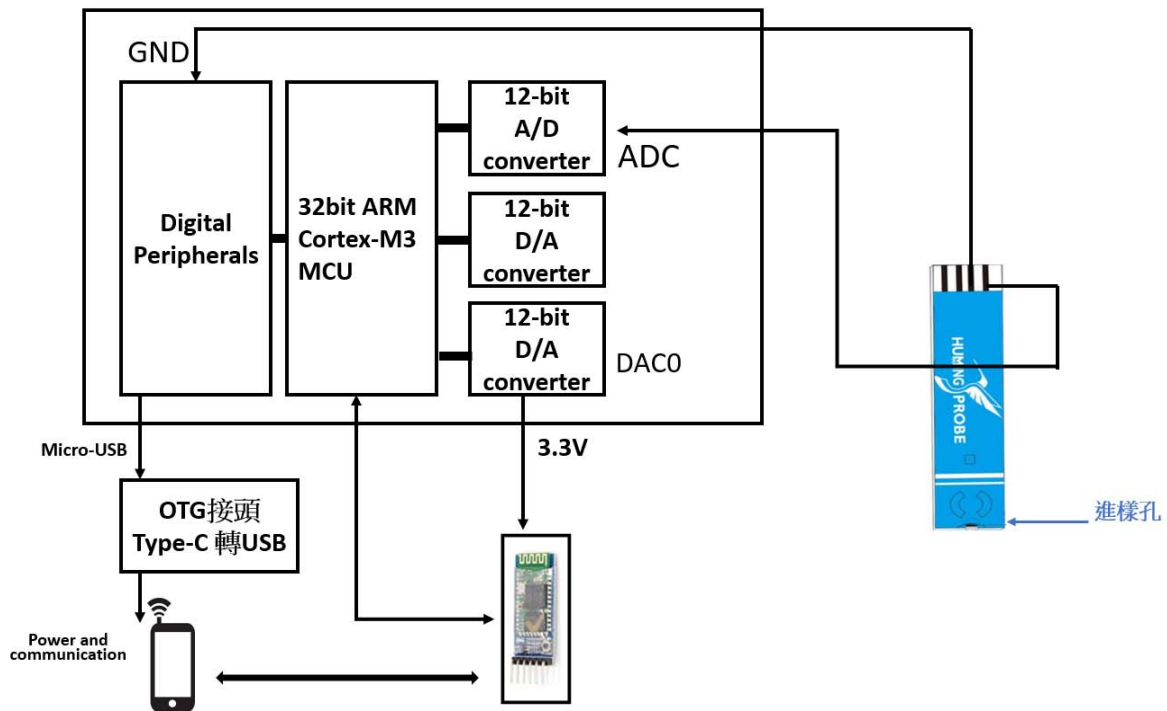 GND
Digital
Peripherals
32bit ARM
Cortex-M3
MCU
12-bit
A/D
converter
ADC
12-bit
D/A
converter
12-bit
D/A
converter
DAC0
Micro-USB
3.3V
OTG接頭
Type-C 轉USB
Power and
communication
HUMING PROBE
進樣孔